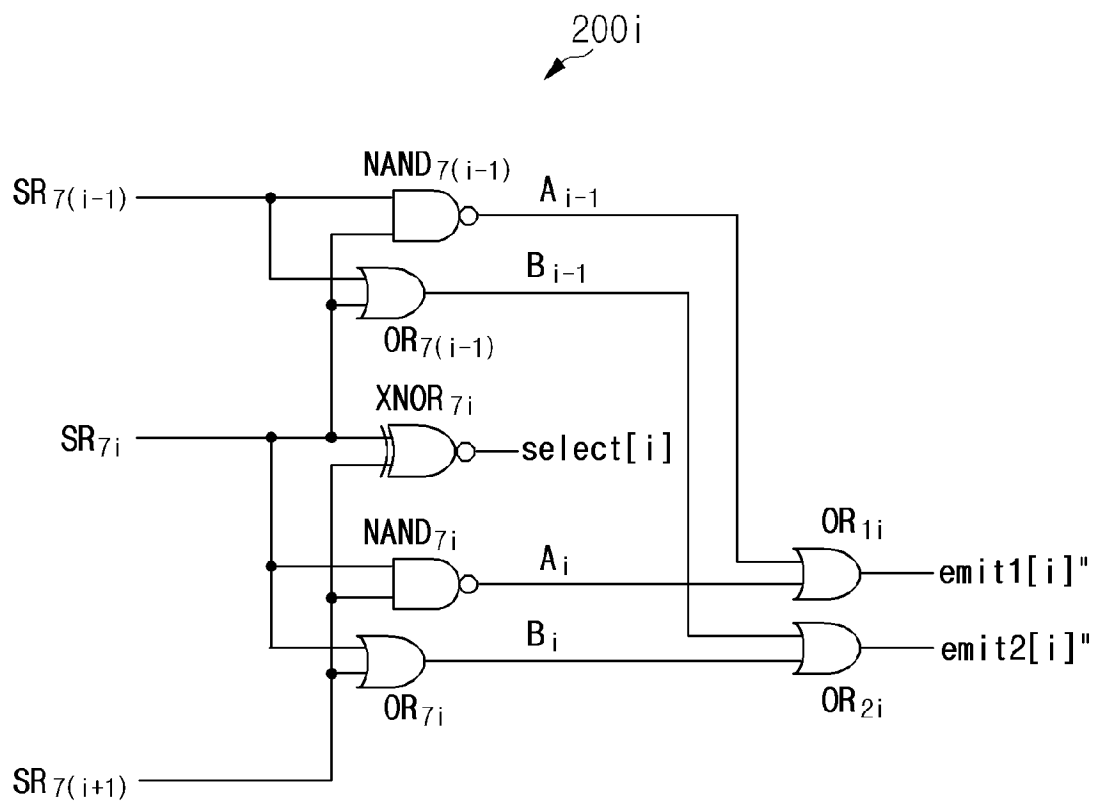 200i
NAND7(i-1)
SR7(i-1)
Ai-1
Bi-1
OR7(i-1)
XNOR7i
SR7i
select[i]
NAND7i
Ai
OR1i
emit1[i]"
Bi
emit2[i]"
OR7i
OR2i
SR7(i+1)